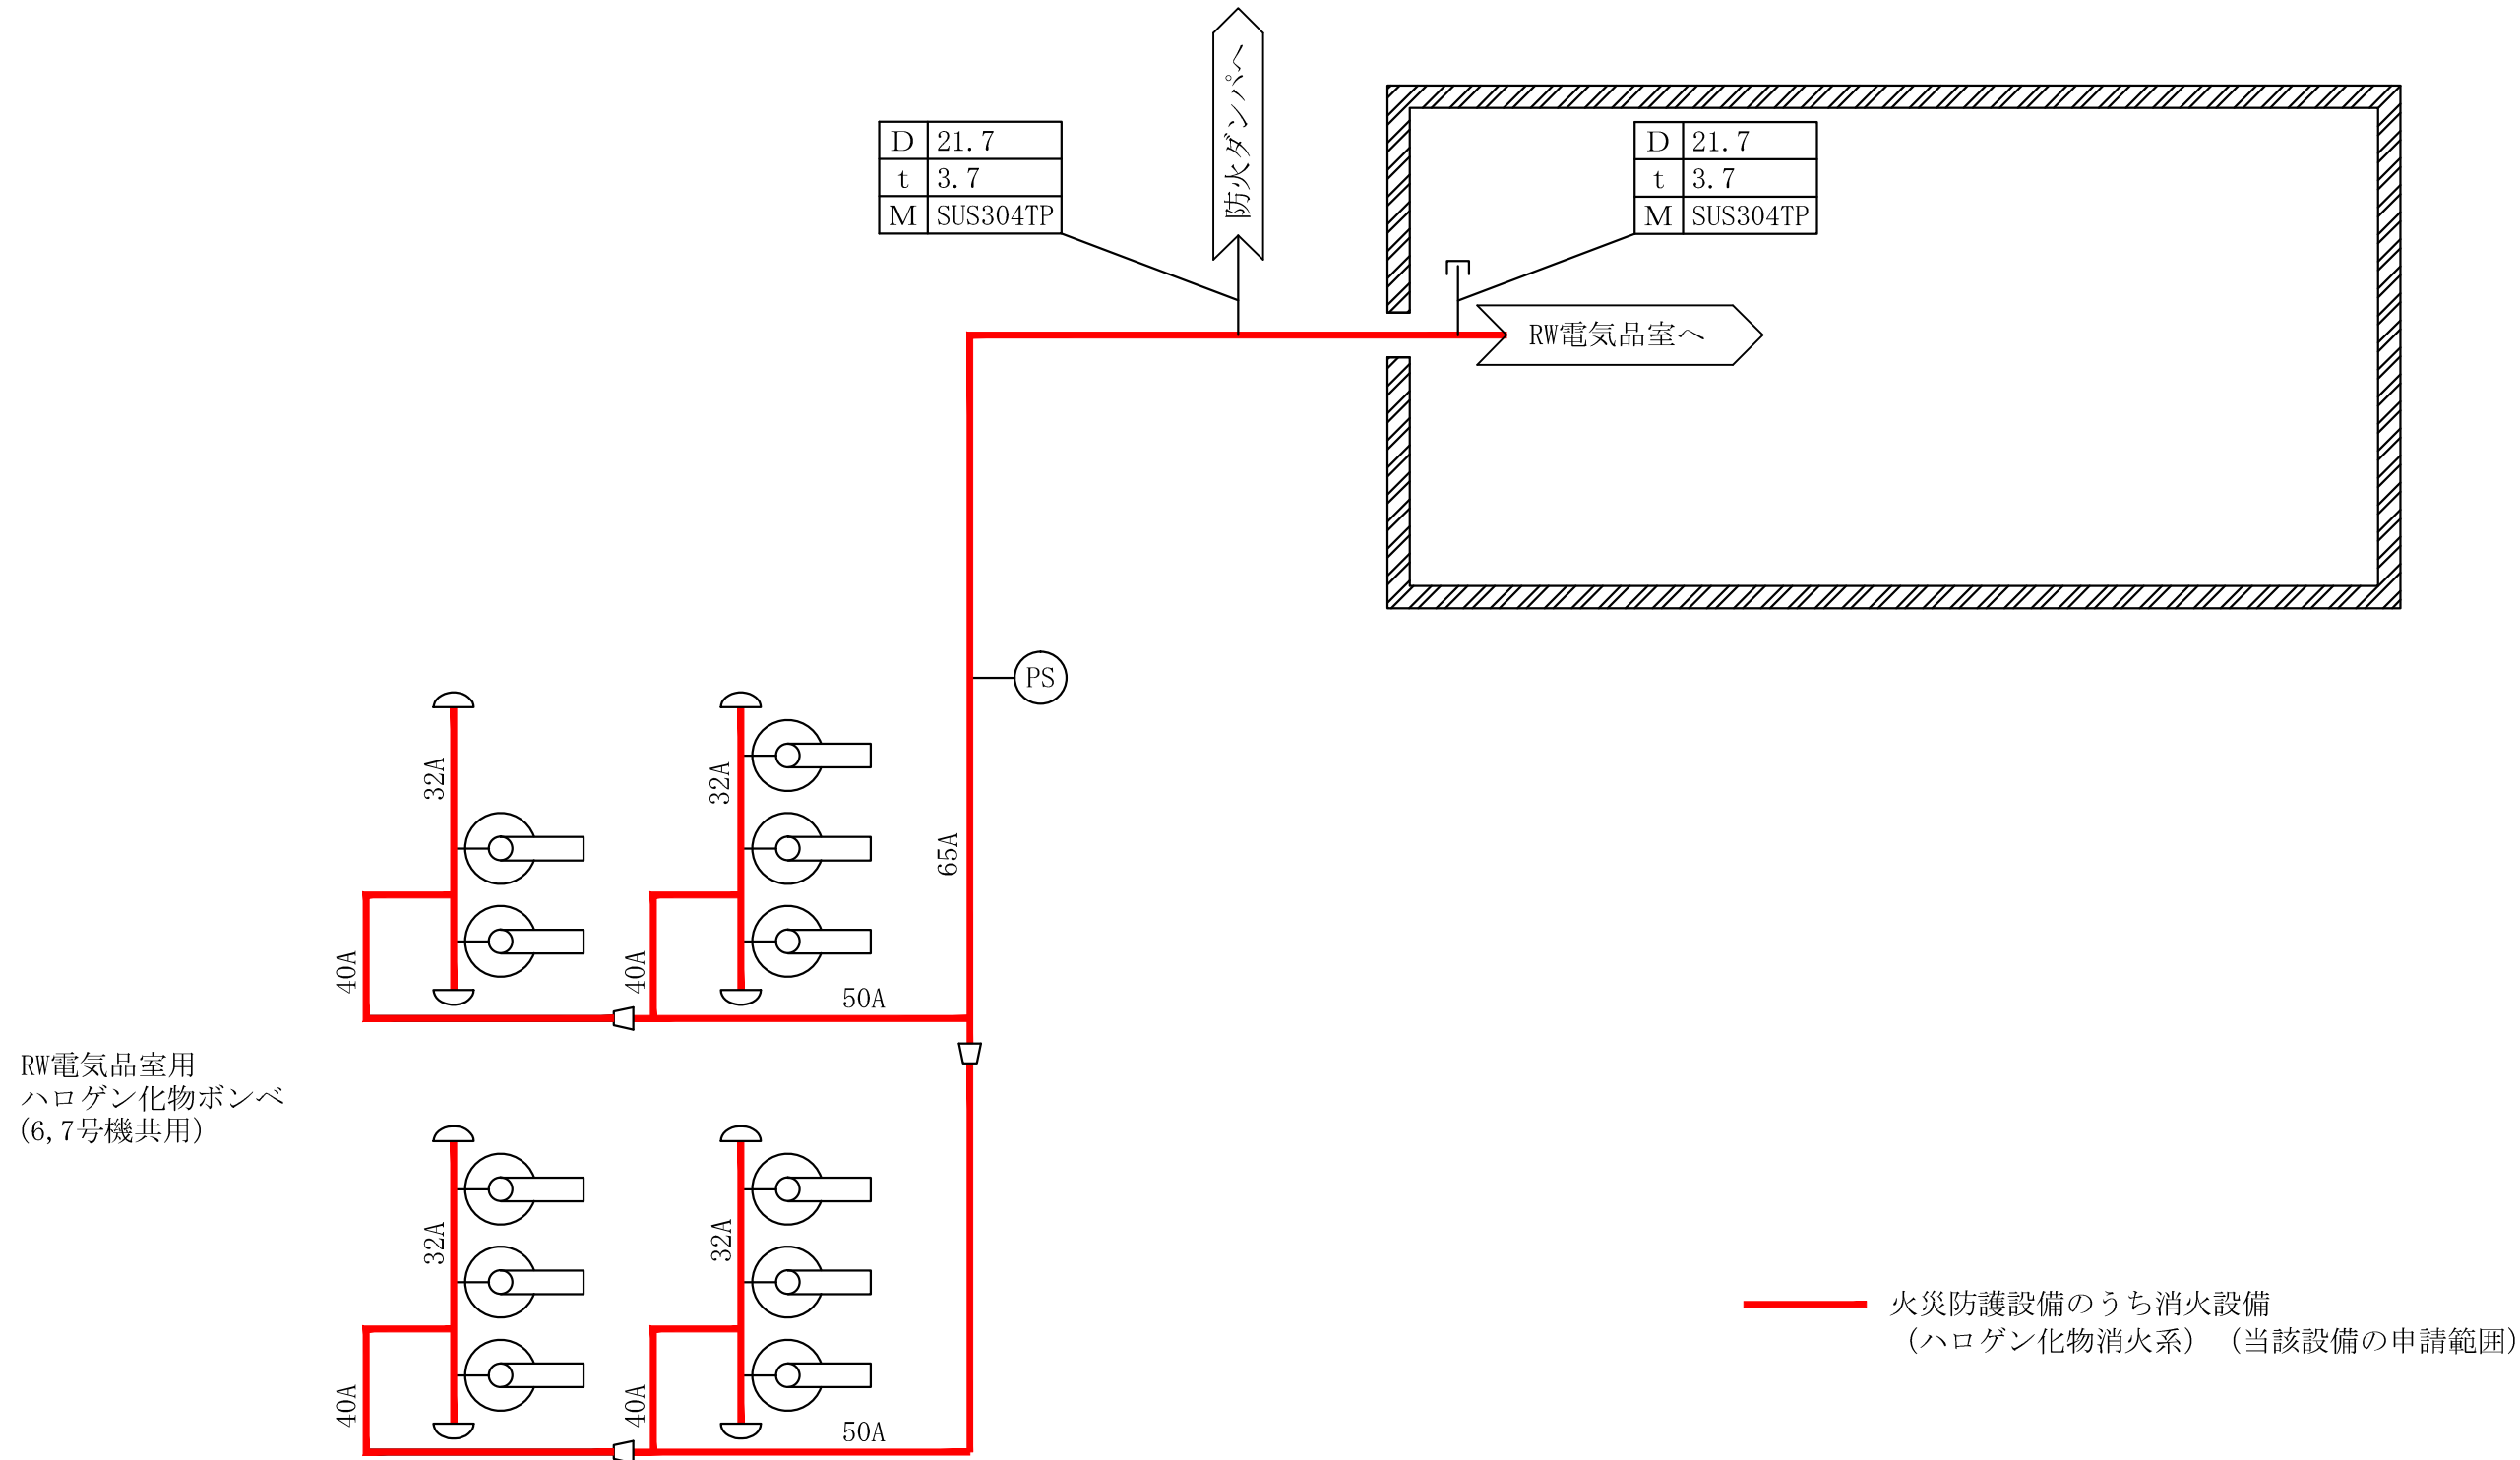 防火ダンパへ
D 21.7
t 3.7
M SUS304TP
D 21.7
t 3.7
M SUS304TP
RW電気品室へ
PS
32A
32A
65A
40A
40A
50A
RW電気品室用
ハロゲン化物ボンベ
(6,7号機共用)
32A
32A
40A
40A
50A
火災防護設備のうち消火設備
（ハロゲン化物消火系）（当該設備の申請範囲）